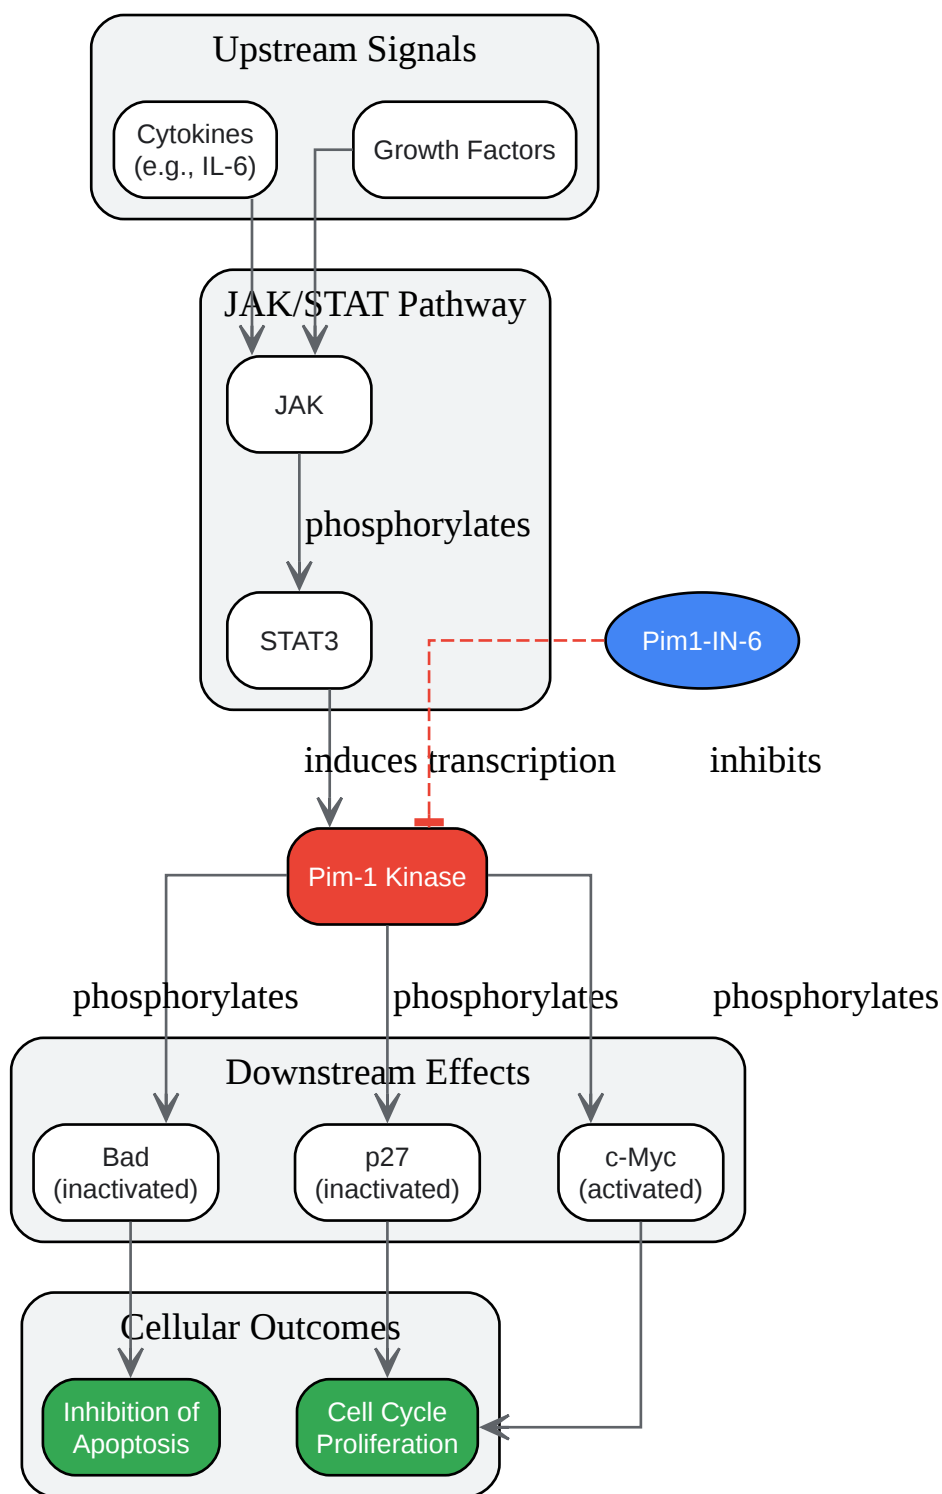 Upstream Signals
Cytokines
(e.g., IL-6)
Growth Factors
JAK/STAT Pathway
JAK
phosphorylates
STAT3
Pim1-IN-6
induces transcription
inhibits
Pim-1 Kinase
phosphorylates
phosphorylates
phosphorylates
Downstream Effects
Bad
(inactivated)
p27
(inactivated)
c-Myc
(activated)
Cellular Outcomes
Inhibition of
Apoptosis
Cell Cycle
Proliferation